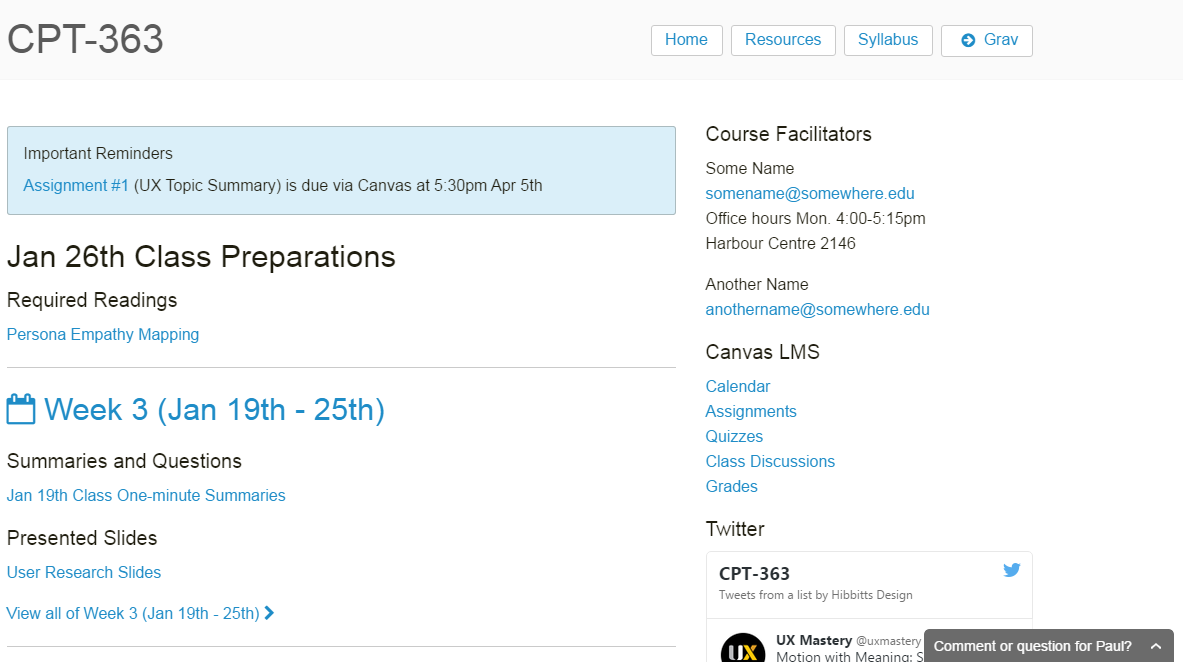 CPT-363
Home
Resources
Syllabus
Grav
Important Reminders
Assignment #1 (UX Topic Summary) is due via Canvas at 5:30pm Apr 5th
Jan 26th Class Preparations
Required Readings
Persona Empathy Mapping
Week 3 (Jan 19th - 25th)
Summaries and Questions
Jan 19th Class One-minute Summaries
Presented Slides
User Research Slides
View all of Week 3 (Jan 19th - 25th)
Course Facilitators
Some Name
somename@somewhere.edu
Office hours Mon. 4:00-5:15pm
Harbour Centre 2146
Another Name
anothername@somewhere.edu
Canvas LMS
Calendar
Assignments
Quizzes
Class Discussions
Grades
Twitter
CPT-363
Tweets from a list by Hibbitts Design
UX
UX Mastery @uxmastery
Motion with Meaning: S
Comment or question for Paul?